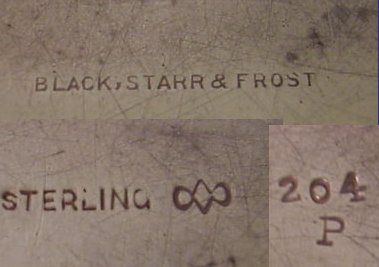 BLACK, STARR & FROST
STERLING
204
P